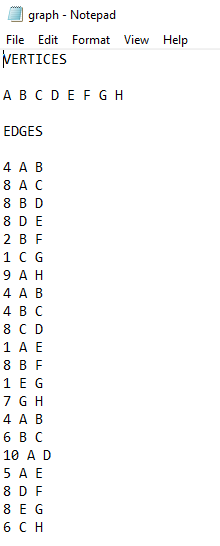 graph - Notepad
File Edit Format View Help
VERTICES
A B C D E F G H
EDGES
4 A B
8 A C
8 B D
8 D E
2 B F
1 C G
9 A H
4 A B
4 B C
8 C D
1 A E
8 B F
1 E G
7 G H
4 A B
6 B C
10 A D
5 A E
8 D F
8 E G
6 C H